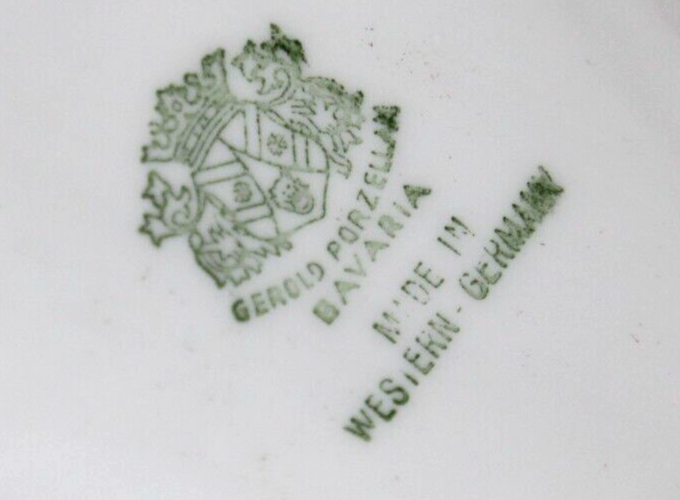 GEROLD PORZELLAN
BAVARIA
MADE IN
WESTERN-GERMANY